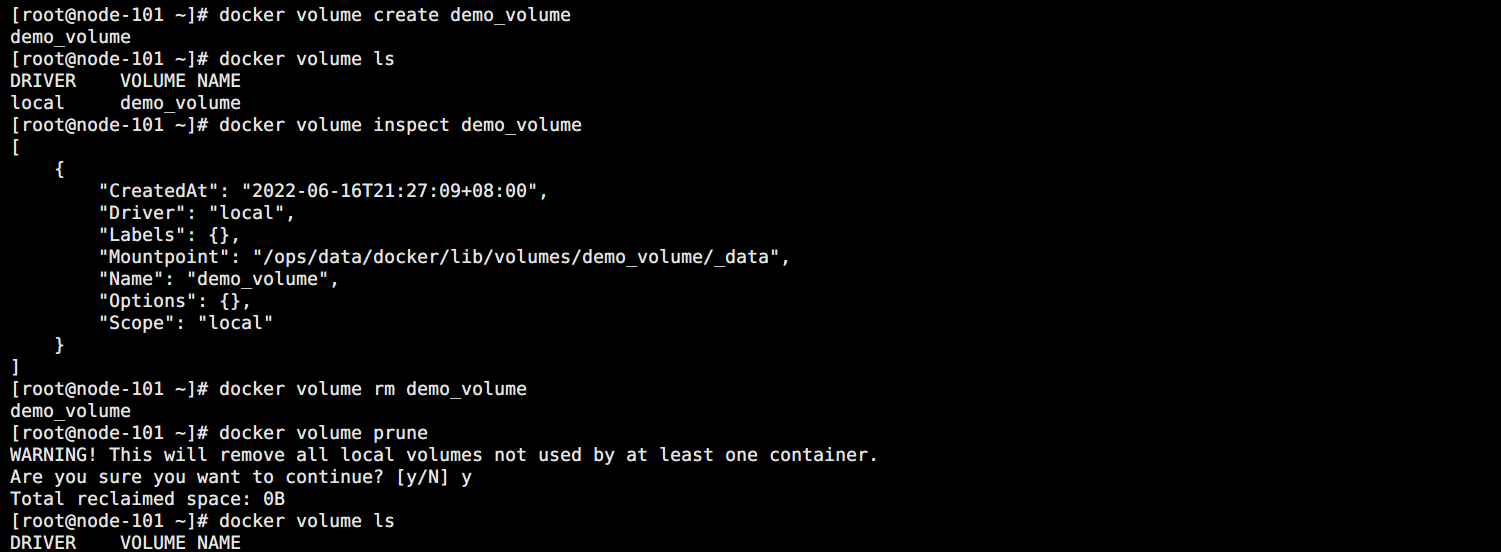 [root@node-101 ~]# docker volume create demo_volume
demo_volume
[root@node-101 ~]# docker volume ls
DRIVER    VOLUME NAME
local     demo_volume
[root@node-101 ~]# docker volume inspect demo_volume
[
    {
        "CreatedAt": "2022-06-16T21:27:09+08:00",
        "Driver": "local",
        "Labels": {},
        "Mountpoint": "/ops/data/docker/lib/volumes/demo_volume/_data",
        "Name": "demo_volume",
        "Options": {},
        "Scope": "local"
    }
]
[root@node-101 ~]# docker volume rm demo_volume
demo_volume
[root@node-101 ~]# docker volume prune
WARNING! This will remove all local volumes not used by at least one container.
Are you sure you want to continue? [y/N] y
Total reclaimed space: 0B
[root@node-101 ~]# docker volume ls
DRIVER    VOLUME NAME